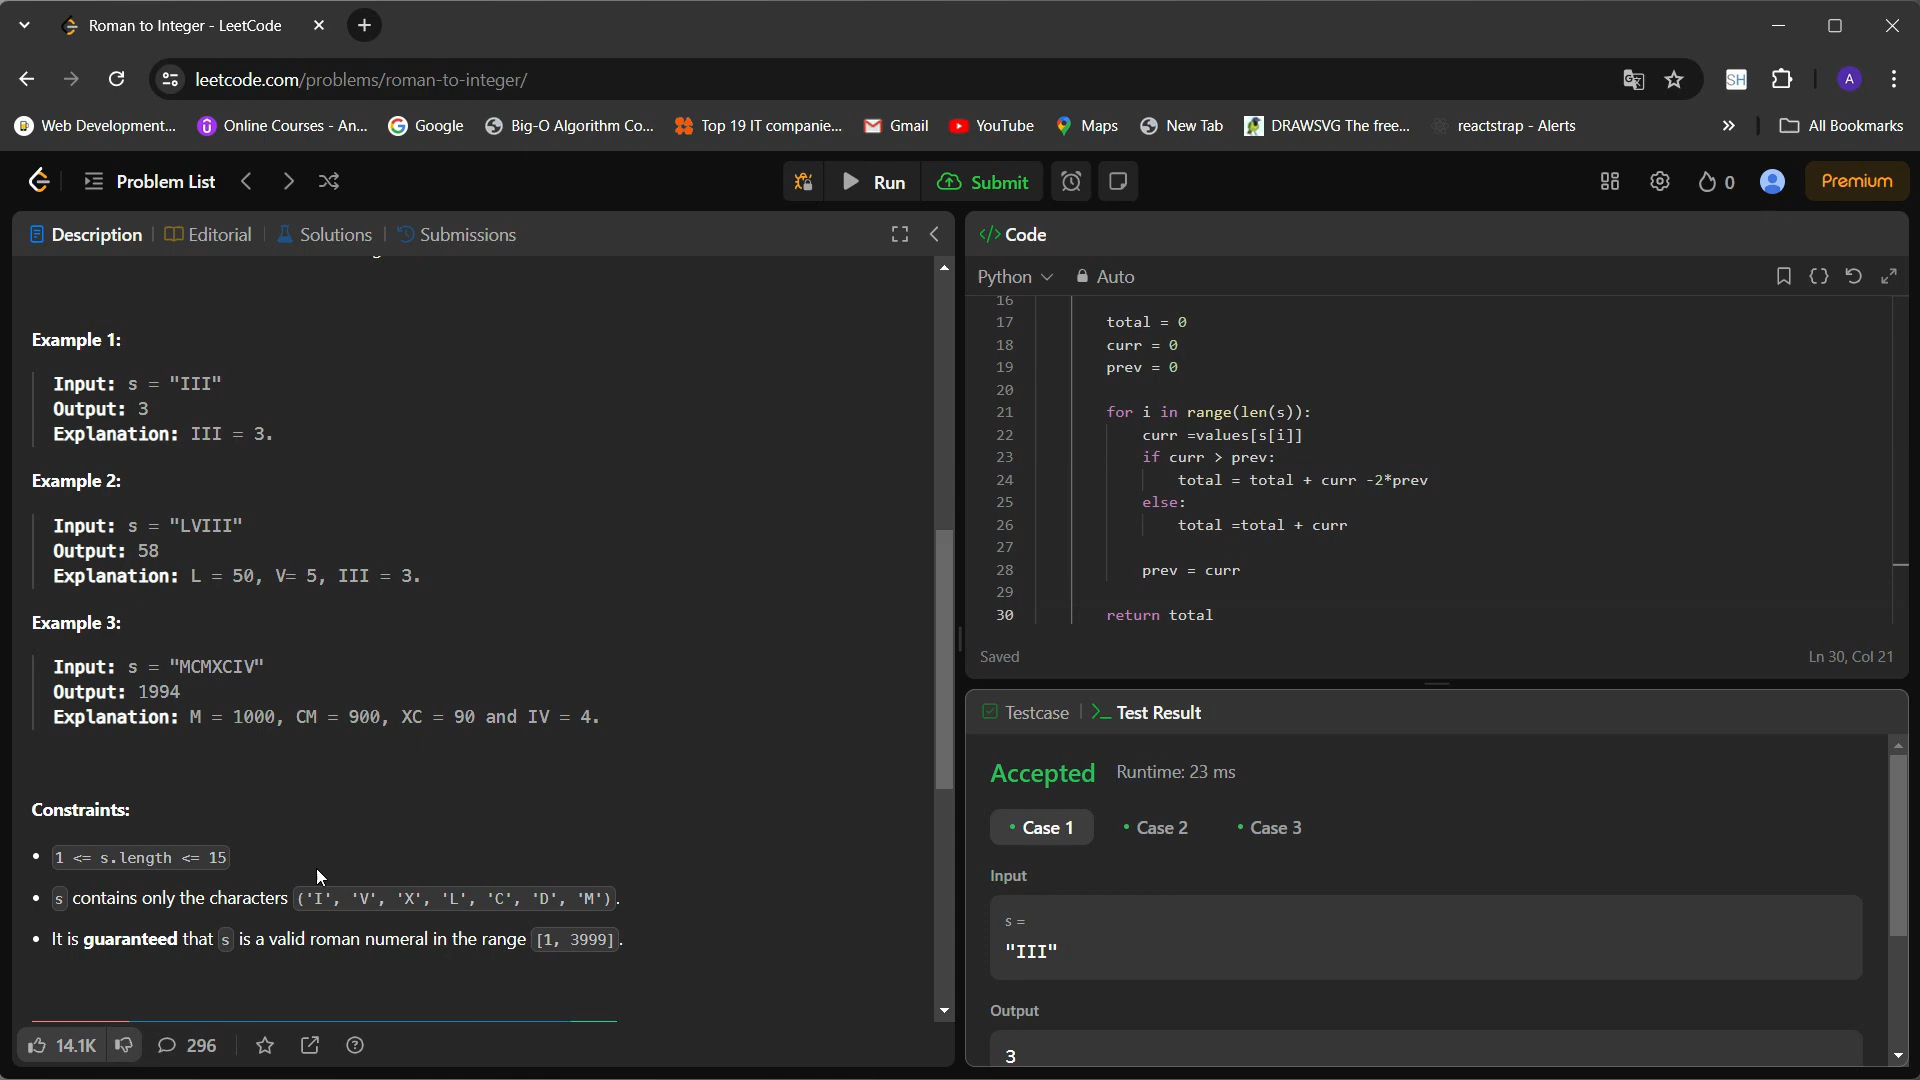 Roman to Integer - LeetCode
leetcode.com/problems/roman-to-integer/
SH
A
Web Development...
Online Courses - An...
Google
Big-O Algorithm Co...
Top 19 IT companie...
Gmail
YouTube
Maps
New Tab
DRAWSVG The free...
reactstrap - Alerts
All Bookmarks
Problem List
Run
Submit
0
Premium
Description
Editorial
Solutions
Submissions
Example 1:
Input: s = "III"
Output: 3
Explanation: III = 3.
Example 2:
Input: s = "LVIII"
Output: 58
Explanation: L = 50, V= 5, III = 3.
Example 3:
Input: s = "MCMXCIV"
Output: 1994
Explanation: M = 1000, CM = 900, XC = 90 and IV = 4.
Constraints:
• 1 <= s.length <= 15
• s contains only the characters ('I', 'V', 'X', 'L', 'C', 'D', 'M').
• It is guaranteed that s is a valid roman numeral in the range [1, 3999].
14.1K
296
</> Code
Python
Auto
16
17 total = 0
18 curr = 0
19 prev = 0
20
21 for i in range(len(s)):
22 curr =values[s[i]]
23 if curr > prev:
24 total = total + curr -2*prev
25 else:
26 total =total + curr
27
28 prev = curr
29
30 return total
Saved
Ln 30, Col 21
Testcase
>_ Test Result
Accepted
Runtime: 23 ms
• Case 1
• Case 2
• Case 3
Input
s =
"III"
Output
3